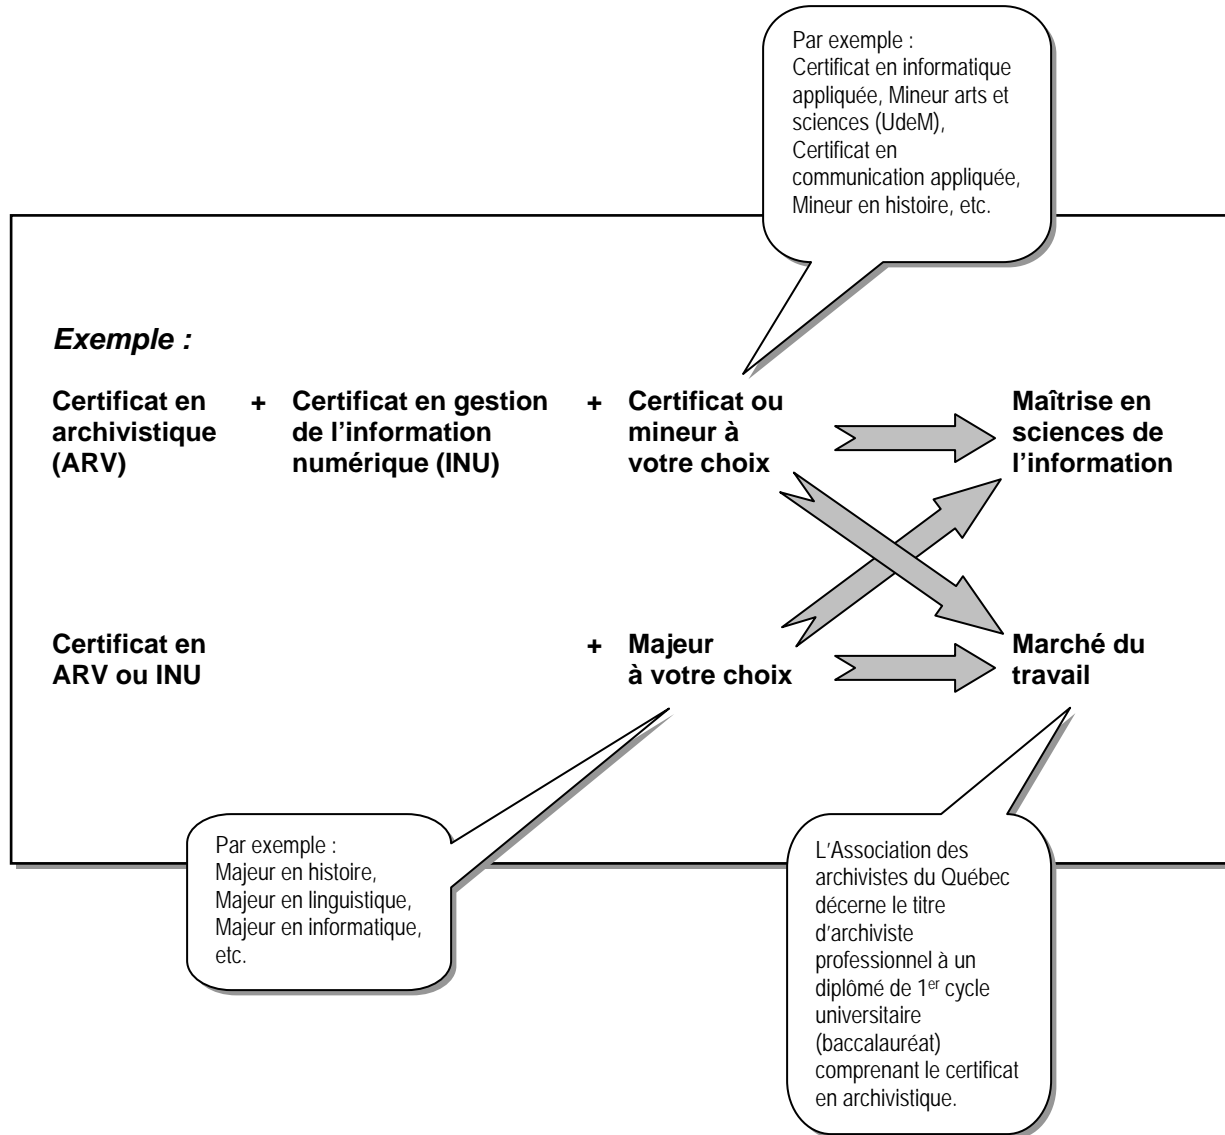 Par exemple :
Certificat en informatique
appliquée, Mineur arts et
sciences (UdeM),
Certificat en
communication appliquée,
Mineur en histoire, etc.
Exemple :
Certificat en
archivistique
(ARV)
+
Certificat en gestion
de l’information
numérique (INU)
+
Certificat ou
mineur à
votre choix
Maîtrise en
sciences de
l’information
Certificat en
ARV ou INU
+
Majeur
à votre choix
Marché du
travail
Par exemple :
Majeur en histoire,
Majeur en linguistique,
Majeur en informatique,
etc.
L’Association des
archivistes du Québec
décerne le titre
d’archiviste
professionnel à un
diplômé de 1er cycle
universitaire
(baccalauréat)
comprenant le certificat
en archivistique.